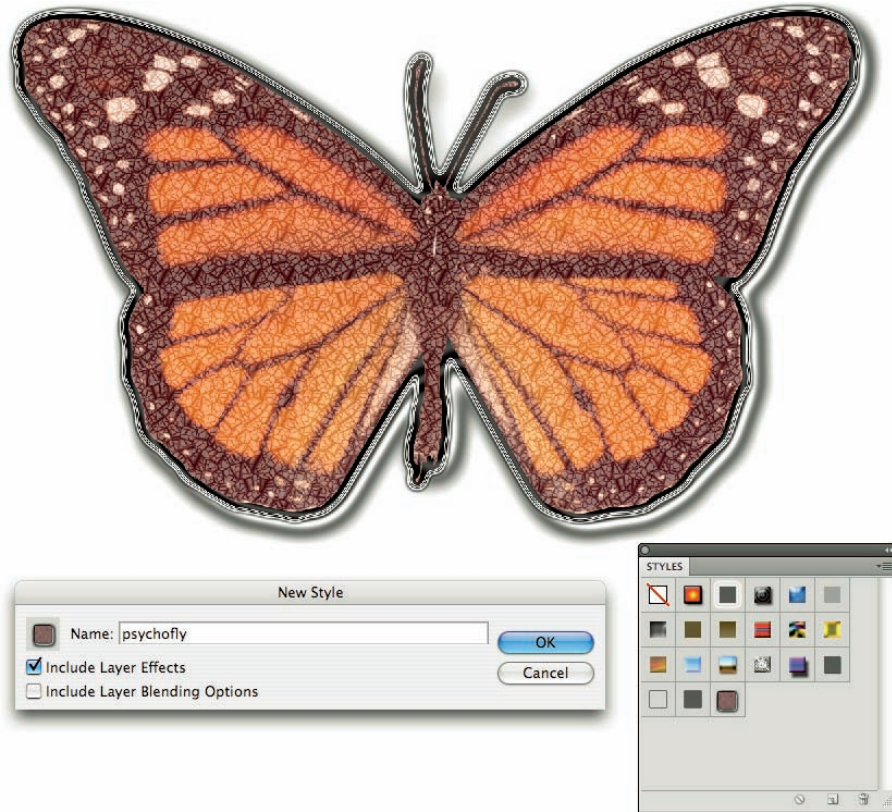 New Style
Name: psychofly
OK
Include Layer Effects
Cancel
Include Layer Blending Options
STYLES